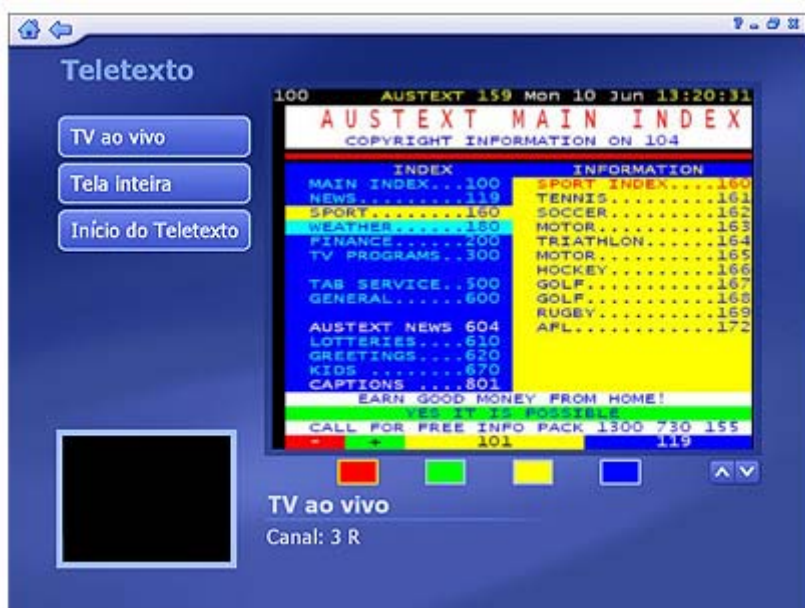 Teletexto
TV ao vivo
Tela inteira
Início do Teletexto
100 AUSTEXT 159 Mon 10 Jun 13:20:31
AUSTEXT MAIN INDEX
COPYRIGHT INFORMATION ON 104
INDEX
MAIN INDEX...100
NEWS.........119
SPORT........160
WEATHER......180
FINANCE......200
TV PROGRAMS..300
TAB SERVICE..500
GENERAL......600
AUSTEXT NEWS 604
LOTTERIES....610
GREETINGS....620
KIDS ........670
CAPTIONS ....801
INFORMATION
SPORT INDEX....160
TENNIS.........161
SOCCER.........162
MOTOR..........163
TRIATHLON......164
MOTOR..........165
HOCKEY.........166
GOLF...........167
GOLF...........168
RUGBY..........169
AFL............172
EARN GOOD MONEY FROM HOME!
YES IT IS POSSIBLE
CALL FOR FREE INFO PACK 1300 730 155
- + 101 119
TV ao vivo
Canal: 3 R